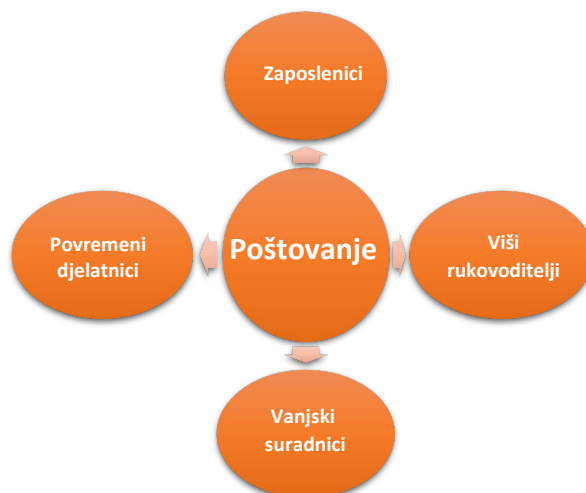 Zaposlenici
Povremeni
djelatnici
Poštovanje
Viši
rukovoditelji
Vanjski
suradnici